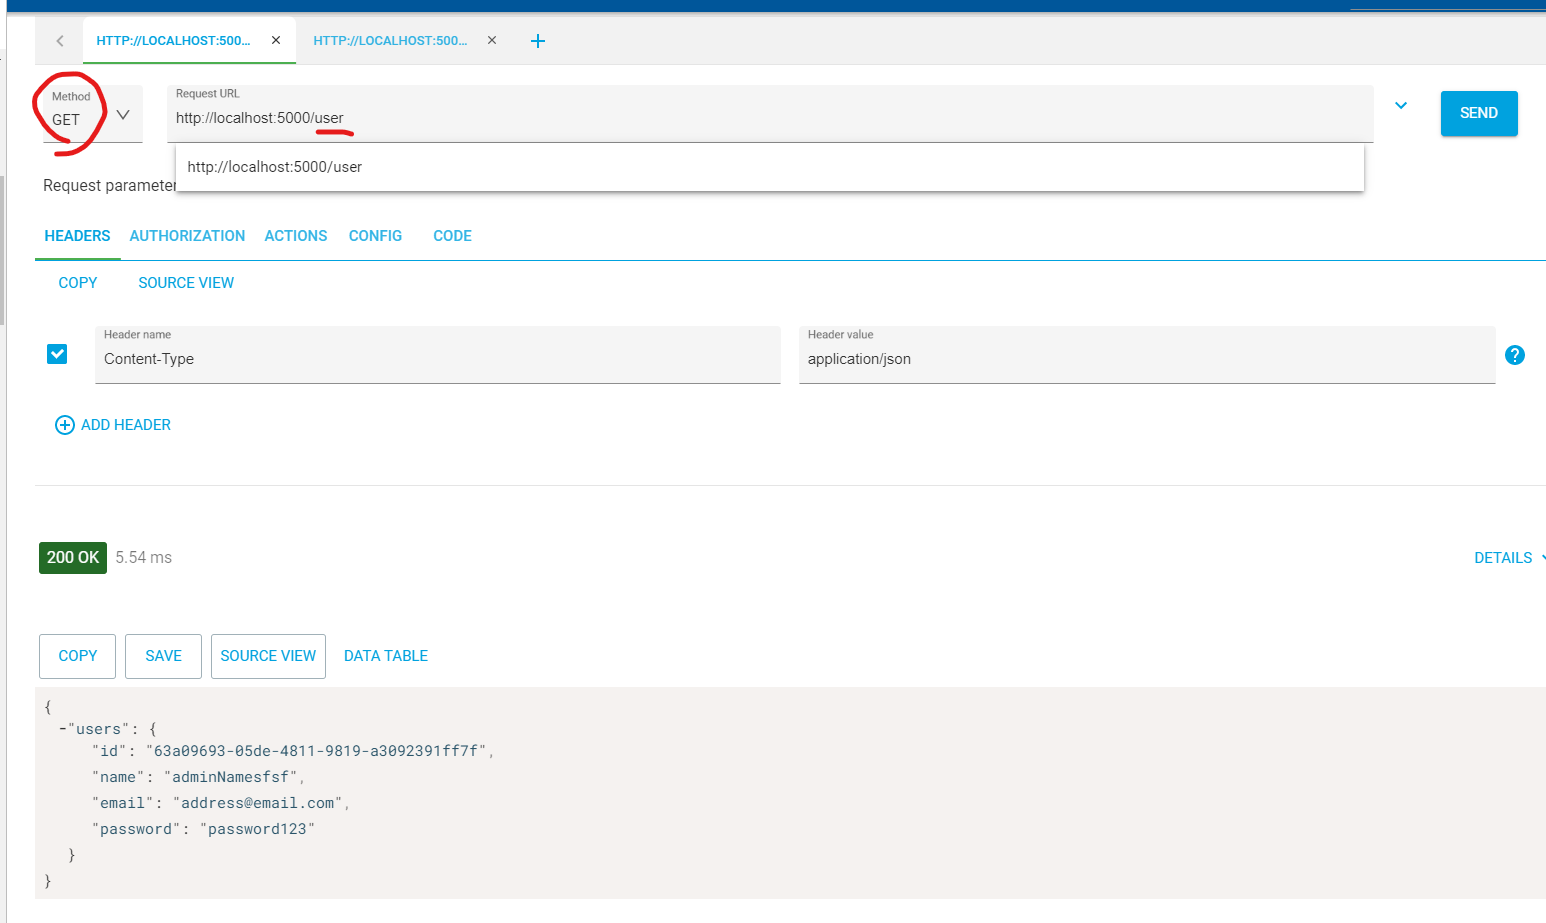 HTTP://LOCALHOST:500...
HTTP://LOCALHOST:500...
Method
GET
Request URL
http://localhost:5000/user
SEND
http://localhost:5000/user
Request parameter
HEADERS AUTHORIZATION ACTIONS CONFIG CODE
COPY SOURCE VIEW
Header name
Content-Type
Header value
application/json
ADD HEADER
200 OK 5.54 ms
DETAILS
COPY SAVE SOURCE VIEW DATA TABLE
{
-"users": {
"id": "63a09693-05de-4811-9819-a3092391ff7f",
"name": "adminNamesfsf",
"email": "address@email.com",
"password": "password123"
}
}